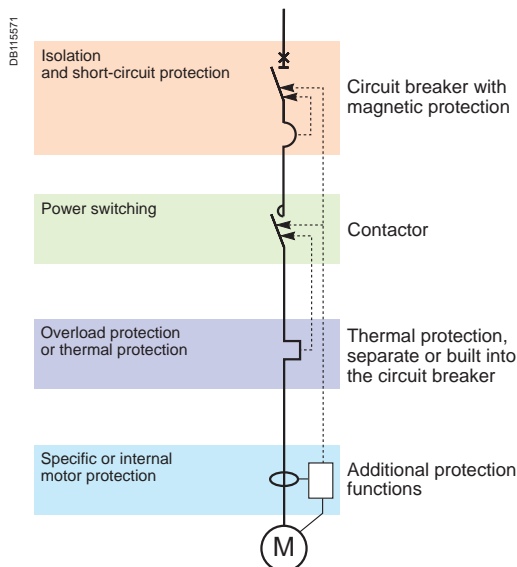 DB115571
Isolation
and short-circuit protection
Circuit breaker with
magnetic protection
Power switching
Contactor
Overload protection
or thermal protection
Thermal protection,
separate or built into
the circuit breaker
Specific or internal
motor protection
Additional protection
functions
M